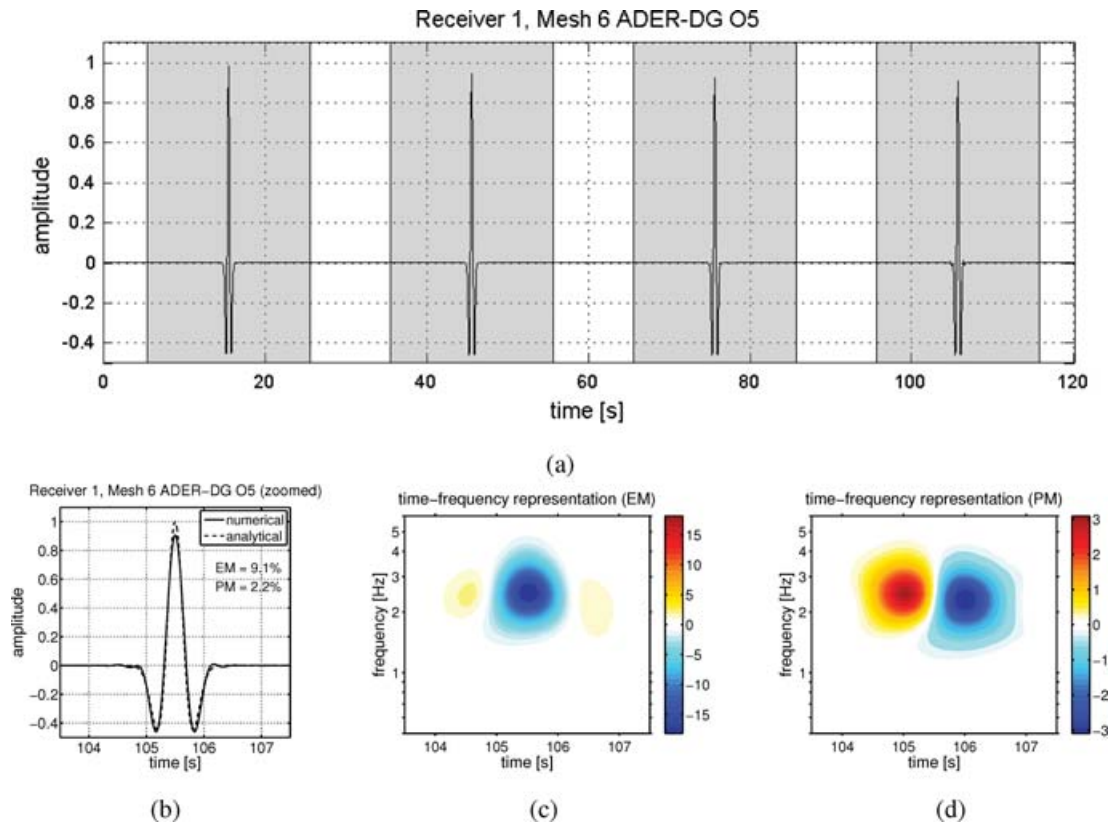 Receiver 1, Mesh 6 ADER-DG O5
1
0.8
0.6
0.4
0.2
0
-0.2
-0.4
amplitude
0 20 40 60 80 100 120
time [s]
(a)
Receiver 1, Mesh 6 ADER-DG O5 (zoomed)
1
0.8
0.6
0.4
0.2
0
-0.2
-0.4
amplitude
numerical
analytical
EM = 9.1%
PM = 2.2%
104 105 106 107
time [s]
(b)
time-frequency representation (EM)
5
4
3
2
1
frequency [Hz]
104 105 106 107
time [s]
15
10
5
0
-5
-10
-15
(c)
time-frequency representation (PM)
5
4
3
2
1
frequency [Hz]
104 105 106 107
time [s]
3
2
1
0
-1
-2
-3
(d)